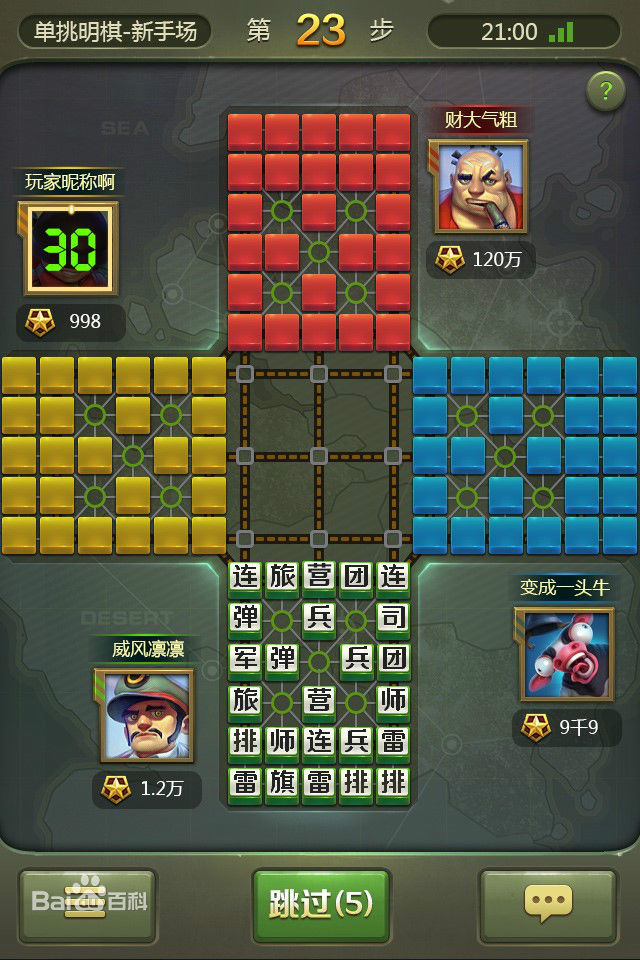 单挑明棋-新手场
第 23 步
21:00
?
SEA
财大气粗
120万
玩家昵称啊
30
998
连 旅 营 团 连
弹 兵 司
军 弹 兵 团
旅 营 师
排 师 连 兵 雷
雷 旗 雷 排 排
变成一头牛
9千9
DESERT
威风凛凛
1.2万
Bai du 百科
跳过(5)